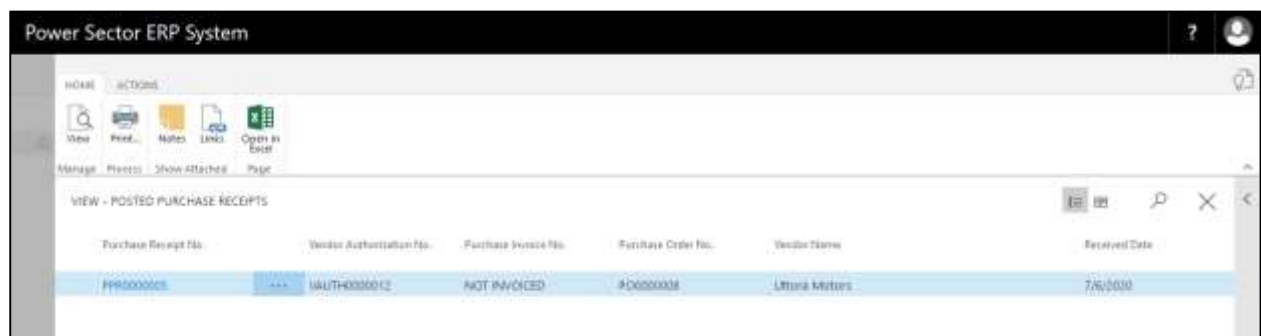 Power Sector ERP System ?
HOME ACTIONS
View Print... Notes Links Open in Excel
Manage Process Show Attached Page
VIEW - POSTED PURCHASE RECEIPTS
Purchase Receipt No. Vendor Authorization No. Purchase Invoice No. Purchase Order No. Vendor Name Received Date
PPR0000005 ... VAUTH0000012 NOT INVOICED PO0000008 Uttora Motors 7/6/2020